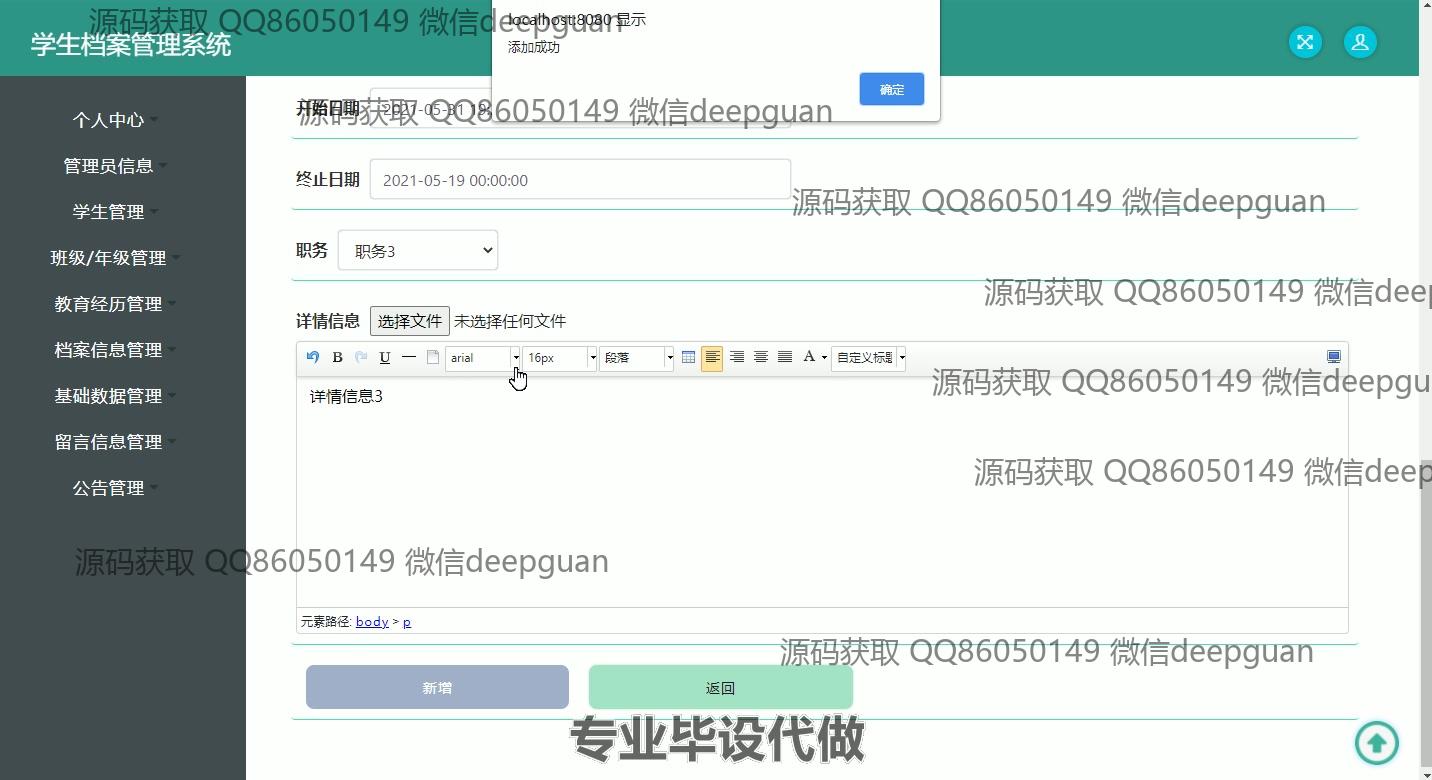 源码获取 QQ86050149 微信deepguan
localhost:8080 显示
学生档案管理系统
添加成功
确定
个人中心
管理员信息
学生管理
班级/年级管理
教育经历管理
档案信息管理
基础数据管理
留言信息管理
公告管理
开始日期
源码获取 QQ86050149 微信deepguan
终止日期 2021-05-19 00:00:00
源码获取 QQ86050149 微信deepguan
职务 职务3
源码获取 QQ86050149 微信dee
详情信息 选择文件 未选择任何文件
B U arial 16px 段落 A 自定义标题
源码获取 QQ86050149 微信deepgu
详情信息3
源码获取 QQ86050149 微信deep
源码获取 QQ86050149 微信deepguan
元素路径: body > p
源码获取 QQ86050149 微信deepguan
新增 返回
专业毕设代做